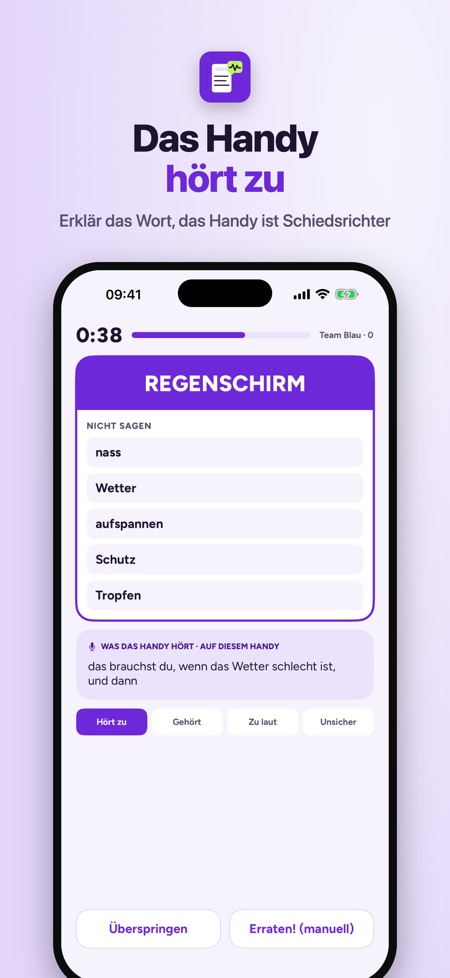 Das Handy
hört zu
Erklär das Wort, das Handy ist Schiedsrichter
09:41
0:38
Team Blau · 0
REGENSCHIRM
NICHT SAGEN
nass
Wetter
aufspannen
Schutz
Tropfen
WAS DAS HANDY HÖRT · AUF DIESEM HANDY
das brauchst du, wenn das Wetter schlecht ist,
und dann
Hört zu
Gehört
Zu laut
Unsicher
Überspringen
Erraten! (manuell)